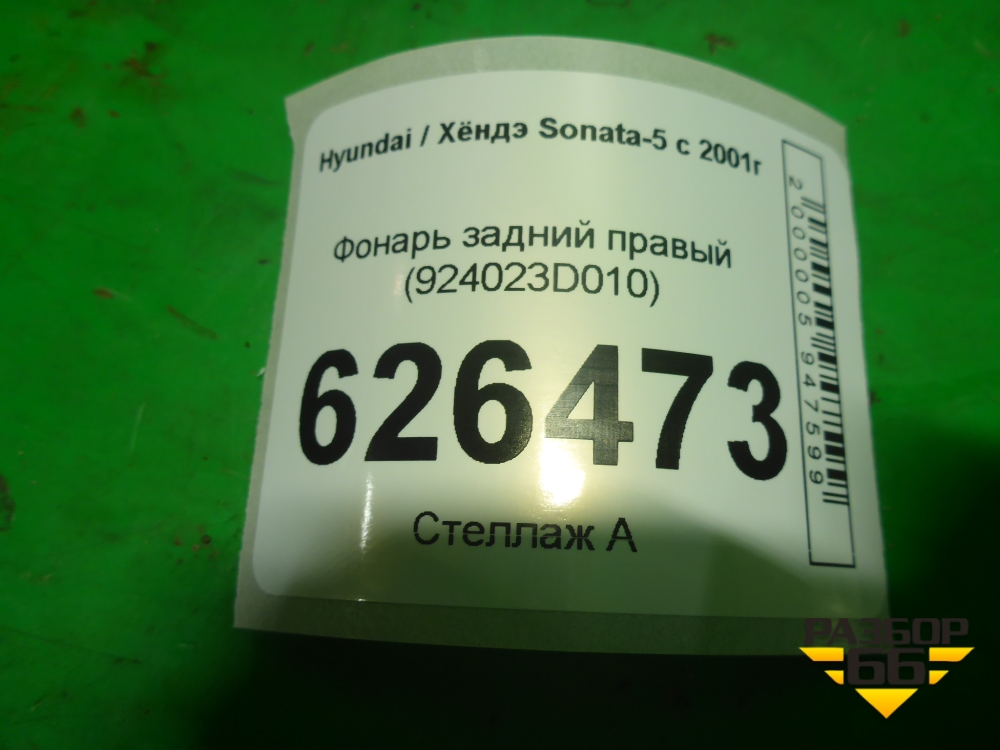 Hyundai / Хёндэ Sonata-5 с 2001г
Фонарь задний правый
(924023D010)
626473
Стеллаж А
2000005947599
РАЗБОР
66